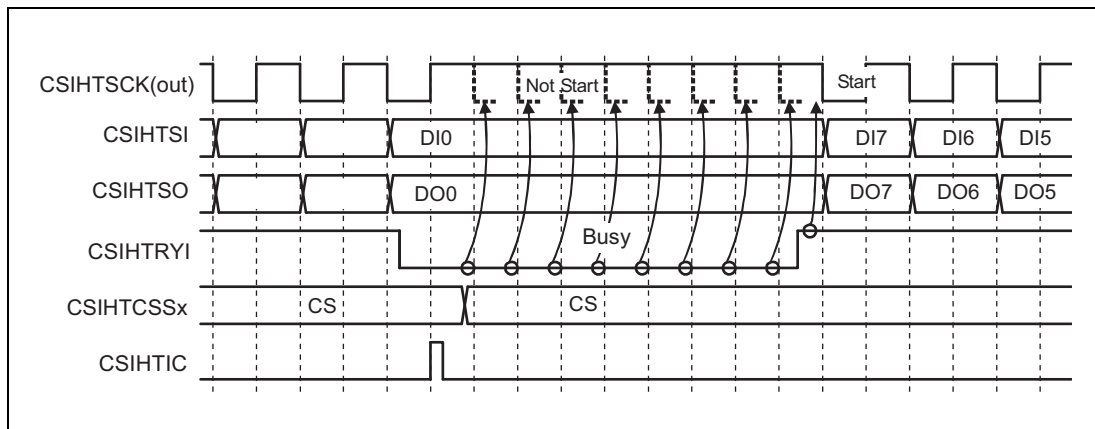 CSIHTSCK(out)
Not Start
Start
CSIHTSI
DI0
DI7
DI6
DI5
CSIHTSO
DO0
DO7
DO6
DO5
CSIHTRYI
Busy
CSIHTCSSx
CS
CS
CSIHTIC